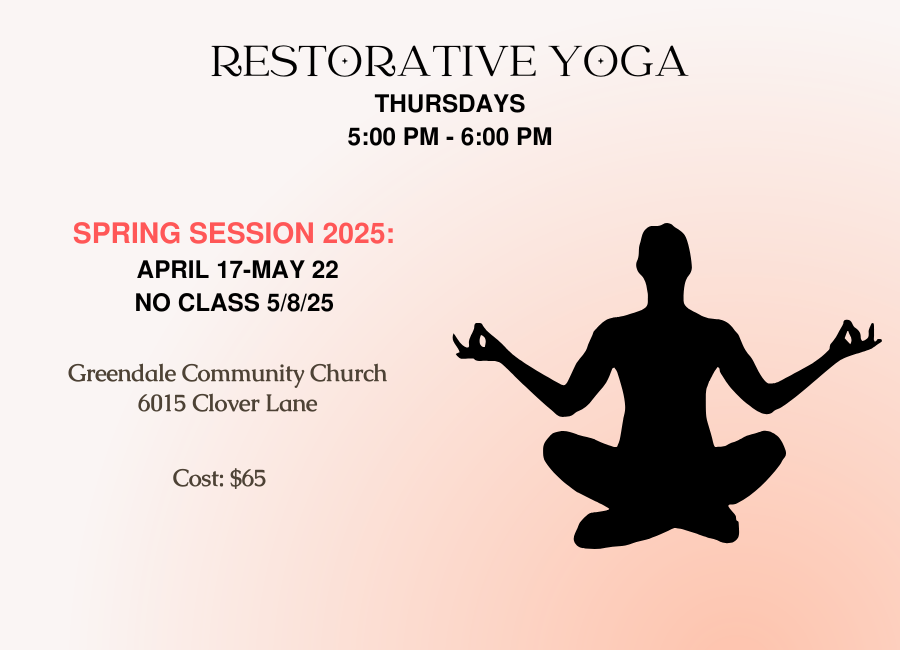 RESTORATIVE YOGA
THURSDAYS
5:00 PM - 6:00 PM
SPRING SESSION 2025:
APRIL 17-MAY 22
NO CLASS 5/8/25
Greendale Community Church
6015 Clover Lane
Cost: $65